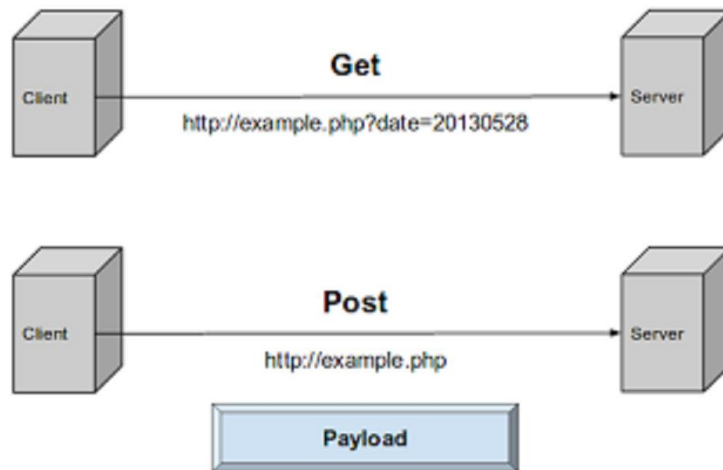 Get
Client
Server
http://example.php?date=20130528
Post
Client
Server
http://example.php
Payload